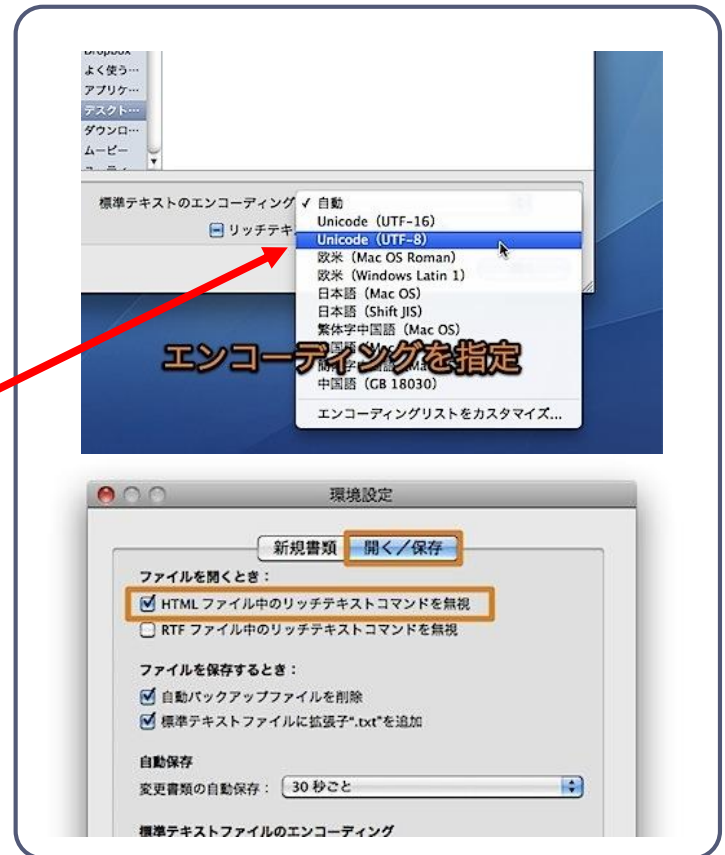 Dropbox
よく使う…
アプリケ…
デスクト…
ダウンロ…
ムービー
標準テキストのエンコーディング ✓ 自動
Unicode（UTF-16）
リッチテキ
Unicode（UTF-8）
欧米（Mac OS Roman）
欧米（Windows Latin 1）
日本語（Mac OS）
日本語（Shift JIS）
繁体字中国語（Mac OS）
エンコーディングを指定
中国語（GB 18030）
エンコーディングリストをカスタマイズ...
環境設定
新規書類 開く／保存
ファイルを開くとき：
HTML ファイル中のリッチテキストコマンドを無視
RTF ファイル中のリッチテキストコマンドを無視
ファイルを保存するとき：
自動バックアップファイルを削除
標準テキストファイルに拡張子“.txt”を追加
自動保存
変更書類の自動保存： 30 秒ごと
標準テキストファイルのエンコーディング